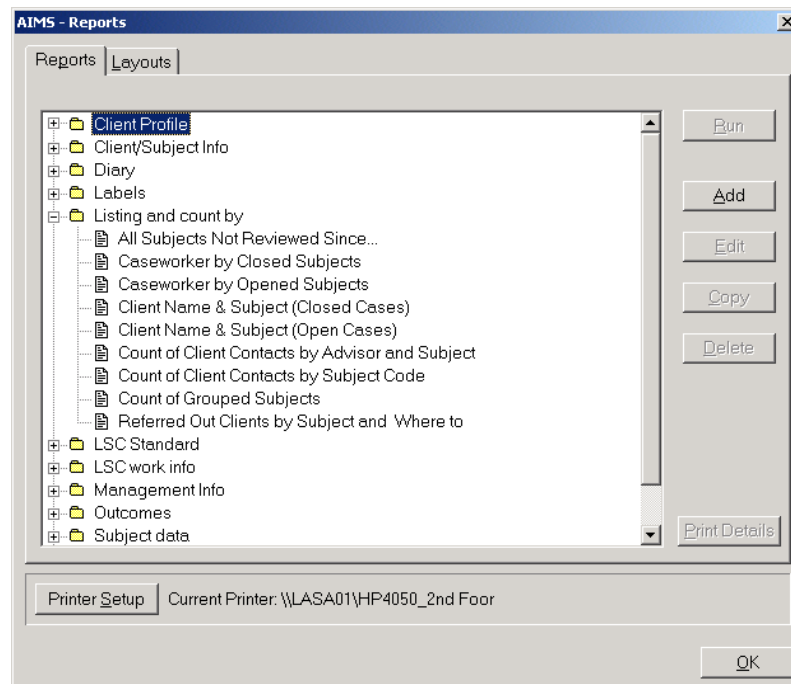 AIMS - Reports
Reports Layouts
Client Profile
Client/Subject Info
Diary
Labels
Listing and count by
All Subjects Not Reviewed Since...
Caseworker by Closed Subjects
Caseworker by Opened Subjects
Client Name & Subject (Closed Cases)
Client Name & Subject (Open Cases)
Count of Client Contacts by Advisor and Subject
Count of Client Contacts by Subject Code
Count of Grouped Subjects
Referred Out Clients by Subject and Where to
LSC Standard
LSC work info
Management Info
Outcomes
Subject data
Run
Add
Edit
Copy
Delete
Print Details
Printer Setup Current Printer: \\LASA01\HP4050_2nd Foor
OK